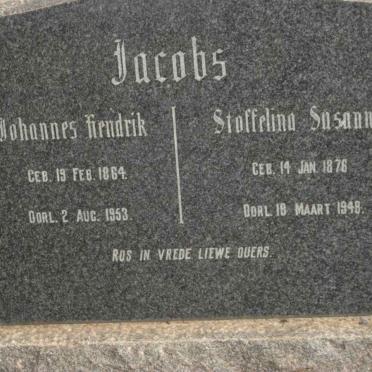 Jacobs
Johannes Hendrik
GEB. 19 FEB. 1864.
OORL. 2 AUG. 1953.
Stoffelina Susanna
GEB. 14 JAN. 1876
OORL. 18 MAART 1949.
RUS IN VREDE LIEWE OUERS.